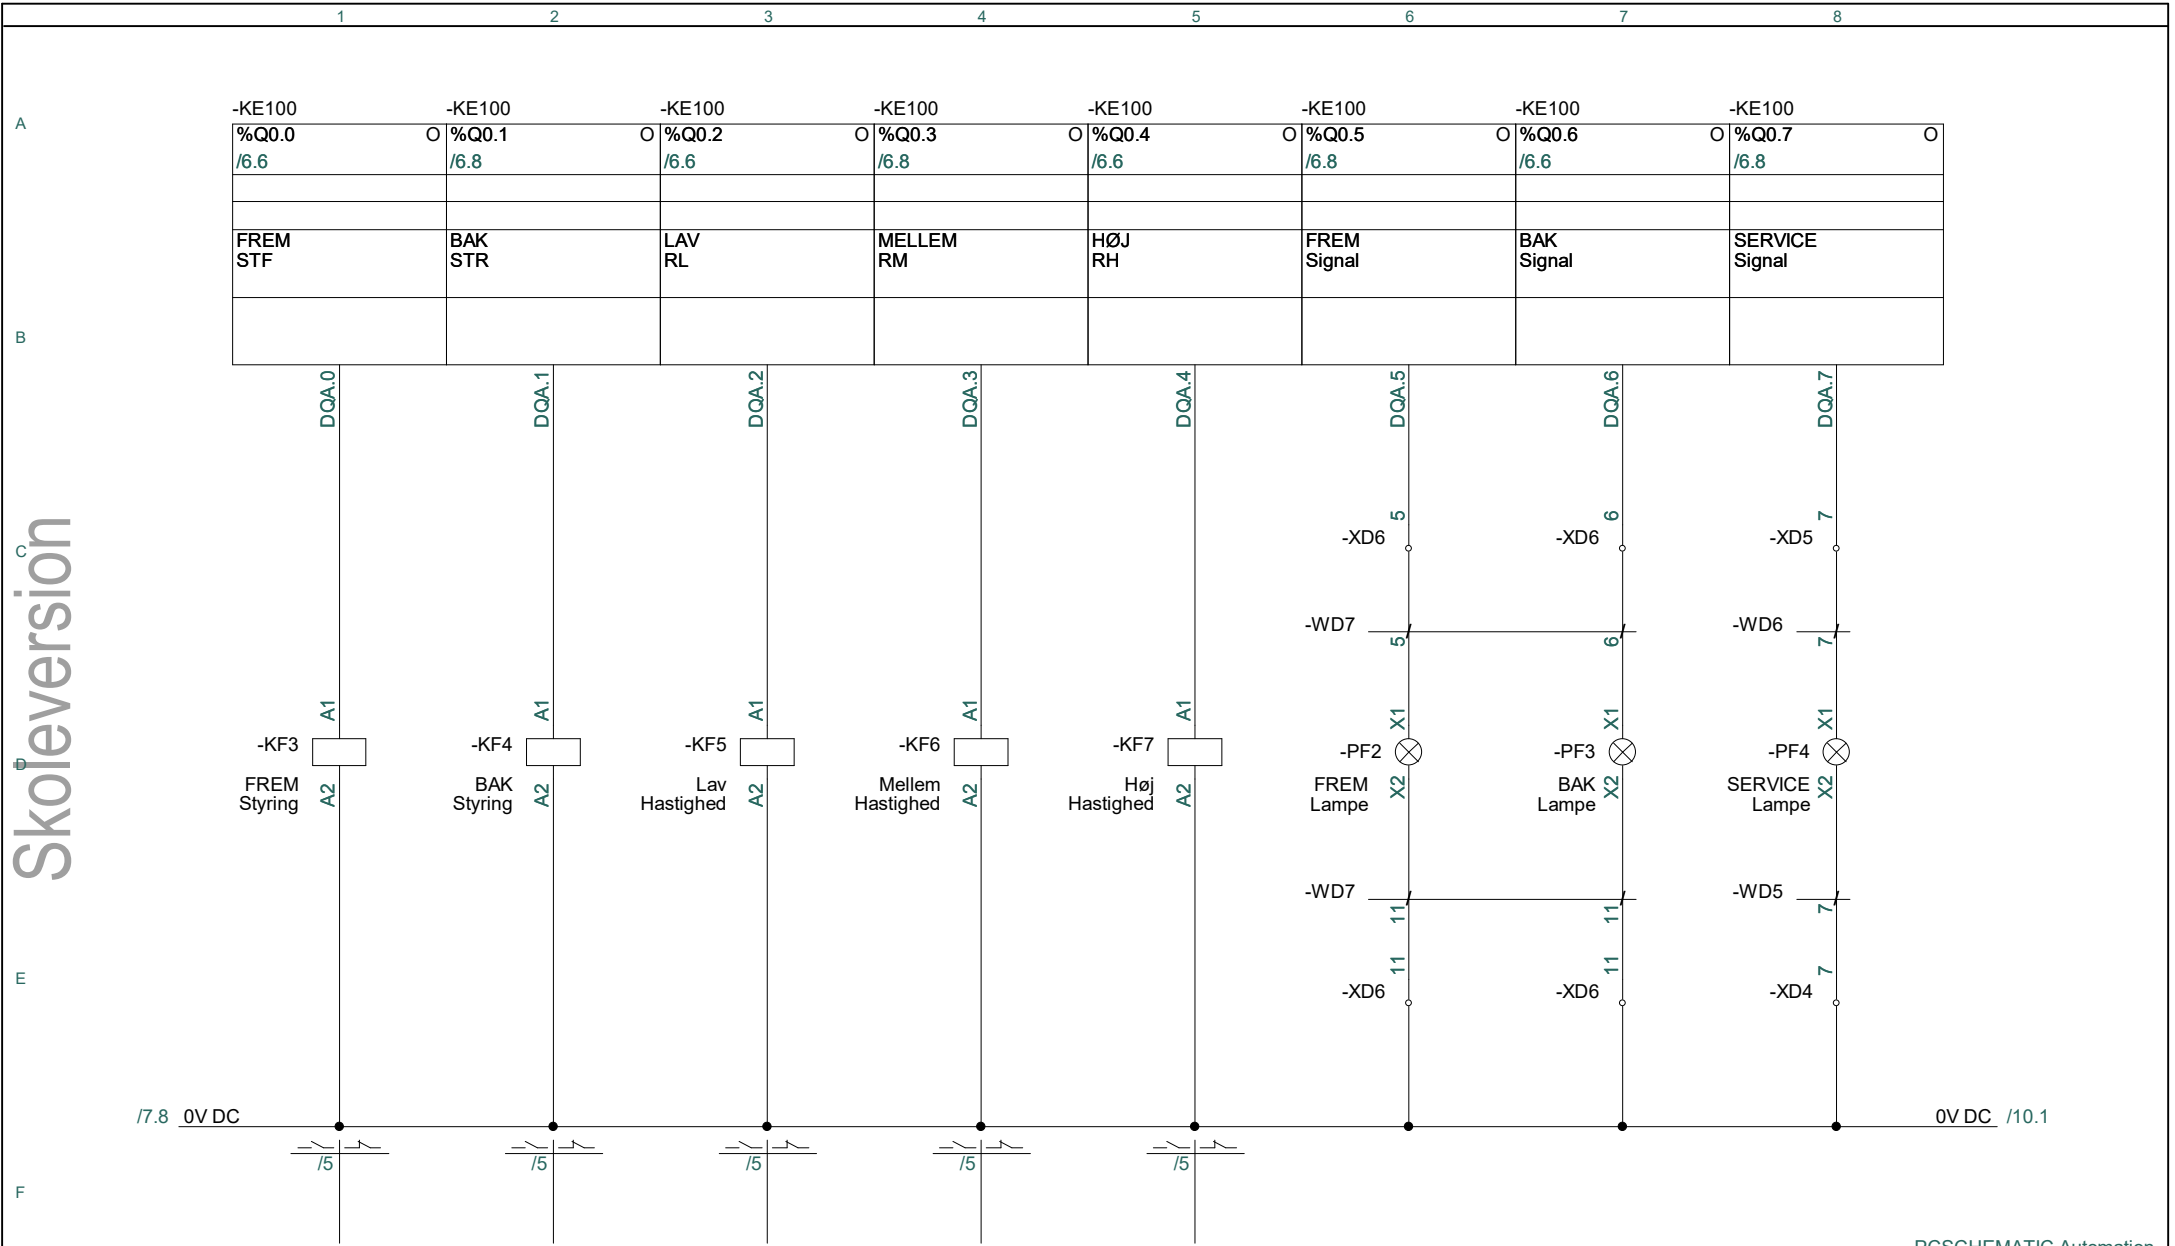 1 2 3 4 5 6 7 8
-KE100 -KE100 -KE100 -KE100 -KE100 -KE100 -KE100 -KE100
A
%Q0.0 O %Q0.1 O %Q0.2 O %Q0.3 O %Q0.4 O %Q0.5 O %Q0.6 O %Q0.7 O
/6.6 /6.8 /6.6 /6.8 /6.6 /6.8 /6.6 /6.8
FREM BAK LAV MELLEM HØJ FREM BAK SERVICE
STF STR RL RM RH Signal Signal Signal
B
DQA.0 DQA.1 DQA.2 DQA.3 DQA.4 DQA.5 DQA.6 DQA.7
5 6 7
-XD6 -XD6 -XD5
C
Skoleversion
-WD7 -WD6
5 6 7
A1 A1 A1 A1 A1 X1 X1 X1
-KF3 -KF4 -KF5 -KF6 -KF7 -PF2 -PF3 -PF4
D
FREM BAK Lav Mellem Høj FREM BAK SERVICE
Styring Styring Hastighed Hastighed Hastighed Lampe Lampe Lampe
A2 A2 A2 A2 A2 X2 X2 X2
-WD7 -WD5
11 11 7
11 11 7
E
-XD6 -XD6 -XD4
/7.8 0V DC 0V DC /10.1
/5 /5 /5 /5 /5
F
PCSCHEMATIC Automation